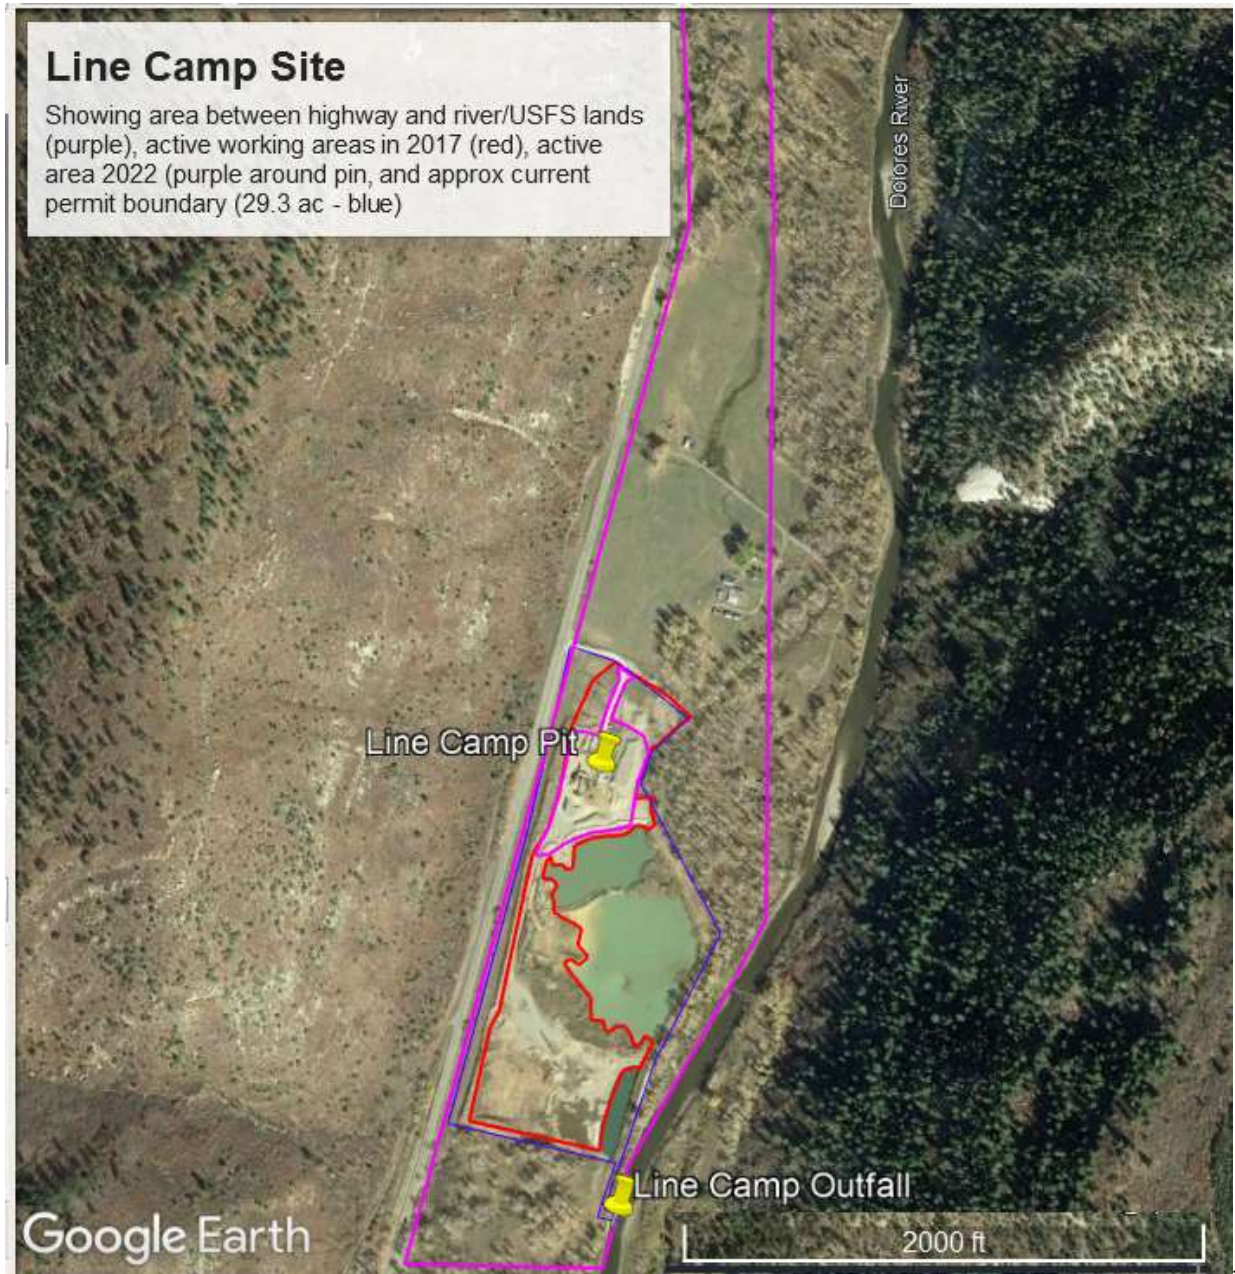 Line Camp Site
Showing area between highway and river/USFS lands
(purple), active working areas in 2017 (red), active
area 2022 (purple around pin, and approx current
permit boundary (29.3 ac - blue)
Dolores River
Line Camp Pit
Line Camp Outfall
Google Earth
2000 ft